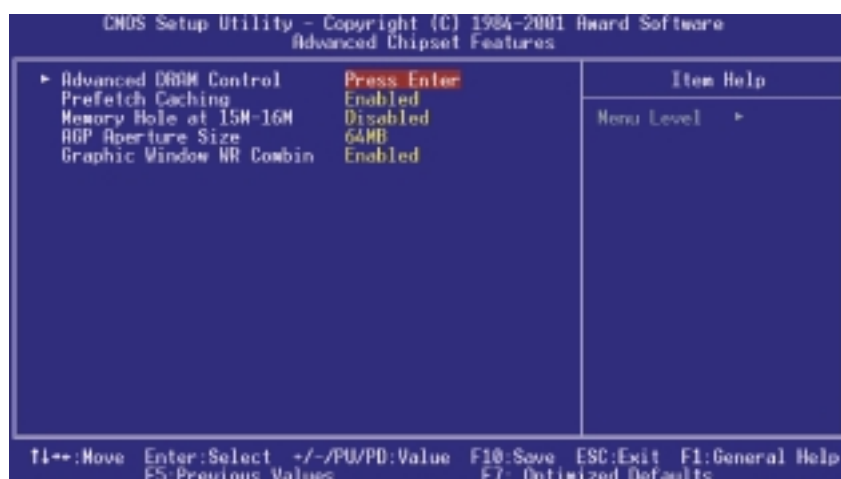 CMOS Setup Utility – Copyright (C) 1984-2001 Award Software
Advanced Chipset Features
► Advanced DRAM Control Press Enter
Prefetch Caching Enabled
Memory Hole at 15M-16M Disabled
AGP Aperture Size 64MB
Graphic Window WR Combin Enabled
Item Help
Menu Level ►
↑↓→←:Move Enter:Select +/-/PU/PD:Value F10:Save ESC:Exit F1:General Help
F5:Previous Values F7: Optimized Defaults